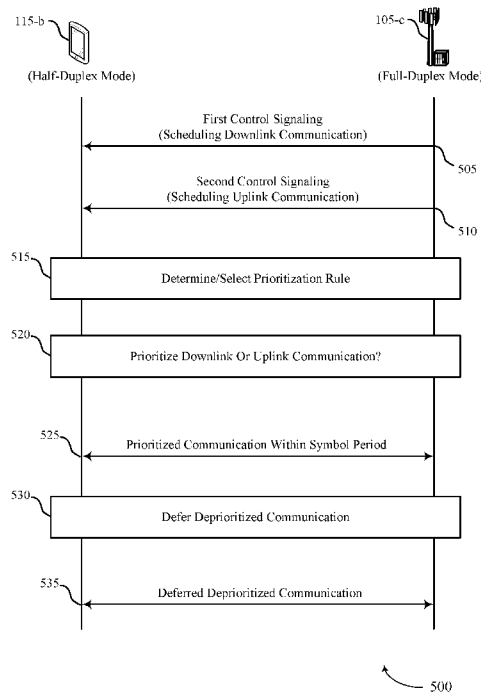 115-b
105-c
(Half-Duplex Mode)
(Full-Duplex Mode)
First Control Signaling
(Scheduling Downlink Communication)
505
Second Control Signaling
(Scheduling Uplink Communication)
510
515
Determine/Select Prioritization Rule
520
Prioritize Downlink Or Uplink Communication?
525
Prioritized Communication Within Symbol Period
530
Defer Deprioritized Communication
535
Deferred Deprioritized Communication
500